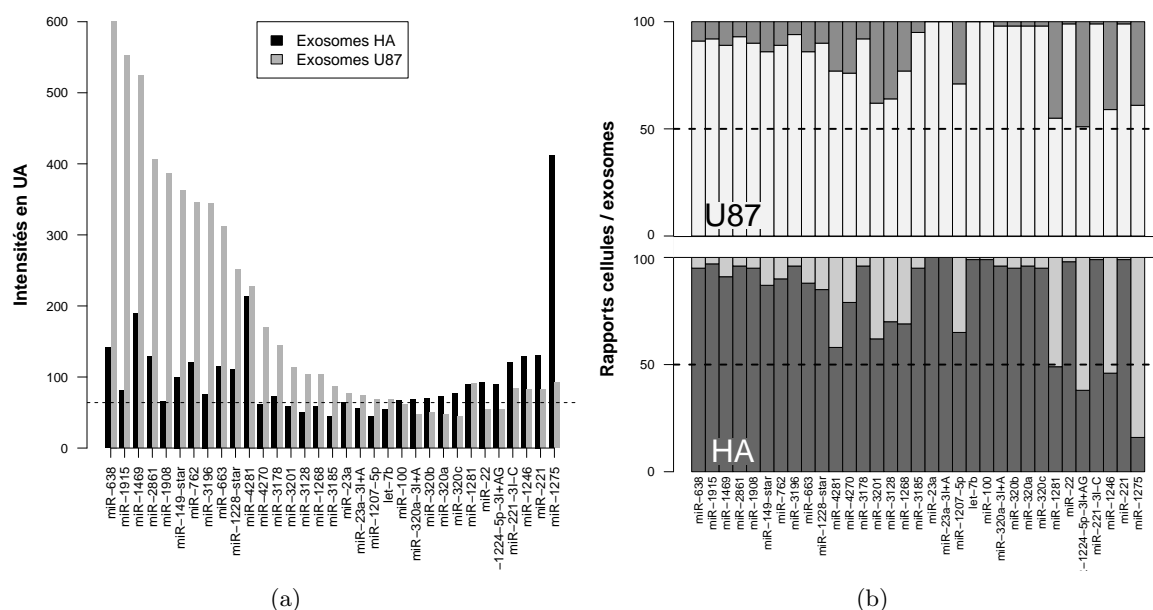 600
500
400
300
200
100
0
Intensités en UA
Exosomes HA
Exosomes U87
miR−638
miR−1915
miR−1469
miR−2861
miR−1908
miR−149−star
miR−762
miR−3196
miR−663
miR−1228−star
miR−4281
miR−4270
miR−3178
miR−3201
miR−3128
miR−1268
miR−3185
miR−23a
miR−23a−3I+A
miR−1207−5p
let−7b
miR−100
miR−320a−3I+A
miR−320b
miR−320a
miR−320c
miR−1281
miR−22
−1224−5p−3I+AG
miR−221−3I−C
miR−1246
miR−221
miR−1275
(a)
Rapports cellules / exosomes
100
50
0
U87
100
50
0
HA
miR−638
miR−1915
miR−1469
miR−2861
miR−1908
miR−149−star
miR−762
miR−3196
miR−663
miR−1228−star
miR−4281
miR−4270
miR−3178
miR−3201
miR−3128
miR−1268
miR−3185
miR−23a
miR−23a−3I+A
miR−1207−5p
let−7b
miR−100
miR−320a−3I+A
miR−320b
miR−320a
miR−320c
miR−1281
miR−22
−1224−5p−3I+AG
miR−221−3I−C
miR−1246
miR−221
miR−1275
(b)